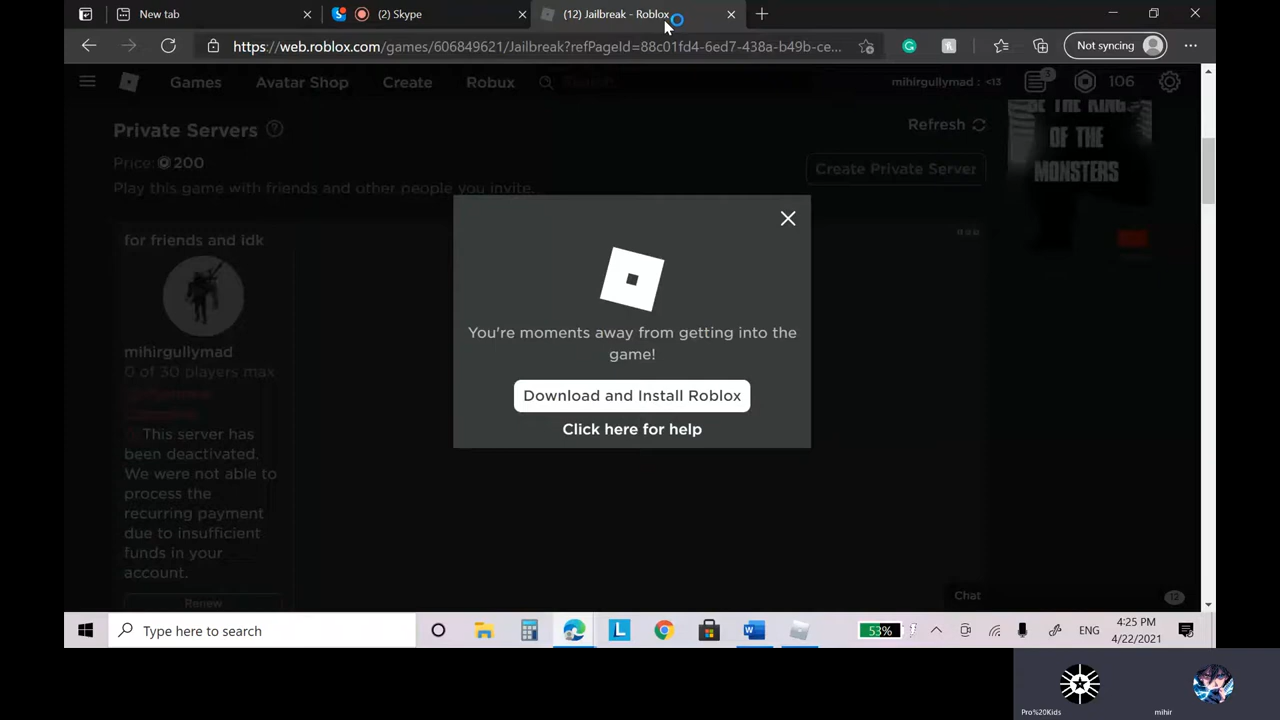 New tab
(2) Skype
(12) Jailbreak - Roblox
https://web.roblox.com/games/606849621/Jailbreak?refPageId=88c01fd4-6ed7-438a-b49b-ce...
Not syncing
Games
Avatar Shop
Create
Robux
Search
mihirgullymad : <13
3
106
Private Servers
Refresh
BE THE KING
OF THE
MONSTERS
Price: 200
Create Private Server
Play this game with friends and other people you invite.
for friends and idk
mihirgullymad
0 of 30 players max
This server has
been deactivated.
We were not able to
process the
recurring payment
due to insufficient
funds in your
account.
Renew
You're moments away from getting into the
game!
Download and Install Roblox
Click here for help
Chat
12
Type here to search
L
53%
ENG
4:25 PM
4/22/2021
Pro%20Kids
mihir